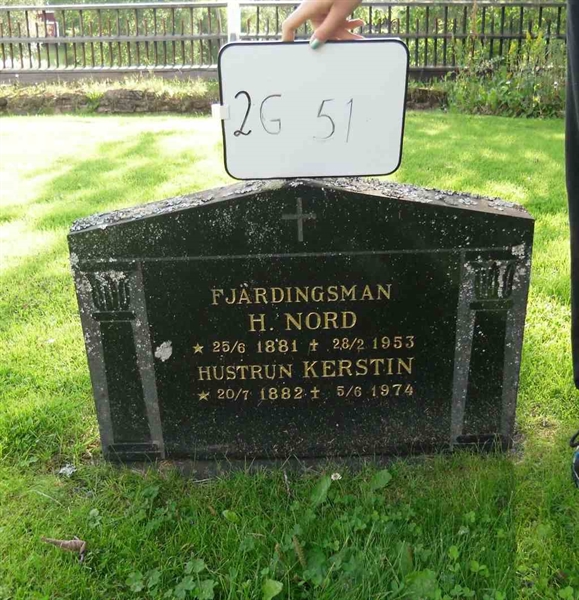 2G 51
FJÄRDINGSMAN
H. NORD
★ 25/6 1881 ✝ 28/2 1953
HUSTRUN KERSTIN
★ 20/7 1882 ✝ 5/6 1974